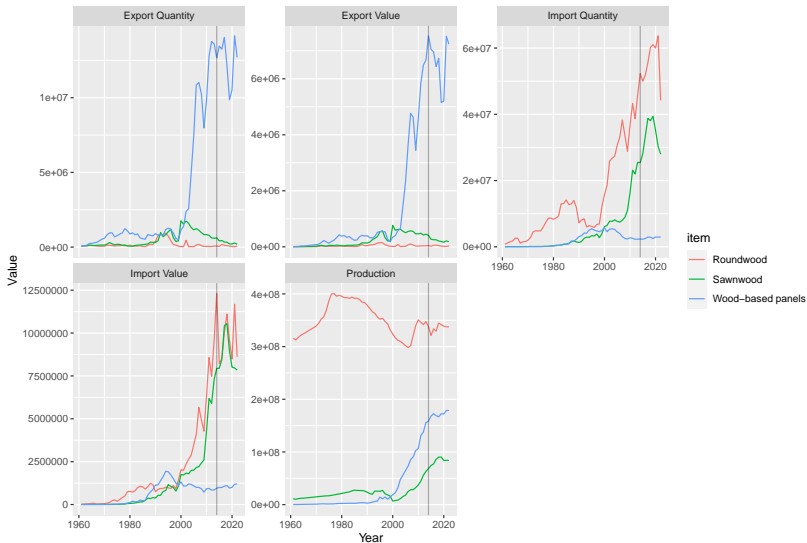 Export Quantity
Export Value
Import Quantity
1e+07
5e+06
0e+00
6e+06
4e+06
2e+06
0e+00
6e+07
4e+07
2e+07
0e+00
1960 1980 2000 2020
Import Value
Production
12500000
10000000
7500000
5000000
2500000
0
4e+08
3e+08
2e+08
1e+08
0e+00
1960 1980 2000 2020
1960 1980 2000 2020
Value
Year
item
Roundwood
Sawnwood
Wood−based panels